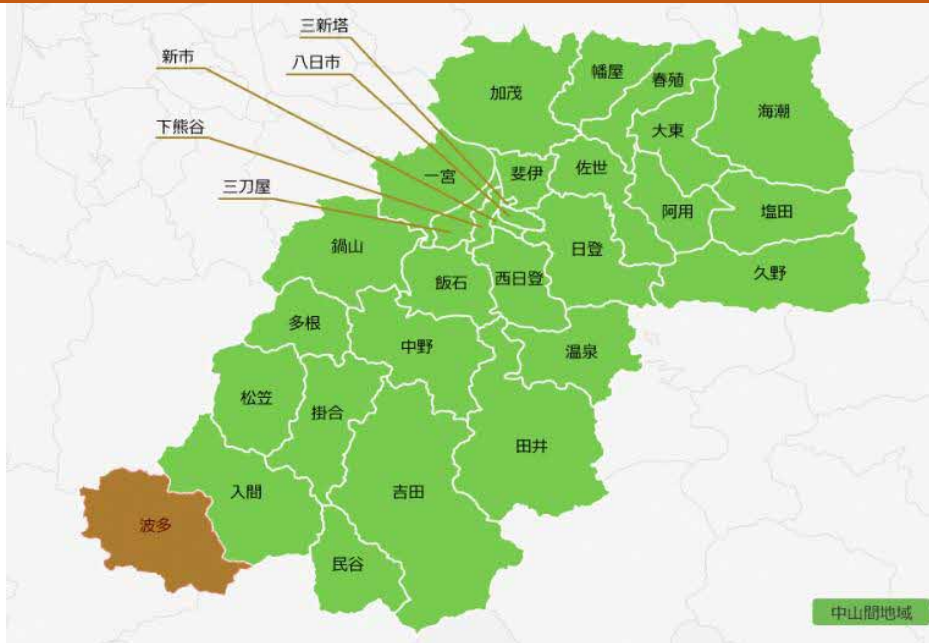 三新塔
新市
八日市
下熊谷
三刀屋
加茂
幡屋
春殖
海潮
大東
一宮
斐伊
佐世
阿用
塩田
鍋山
飯石
西日登
日登
久野
多根
中野
温泉
松笠
掛合
田井
入間
吉田
波多
民谷
中山間地域